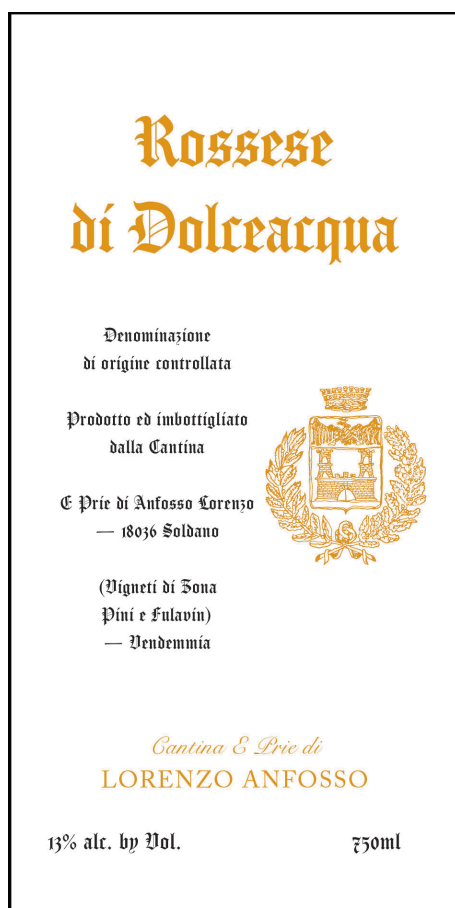 Rossese
di Dolceacqua
Denominazione
di origine controllata
Prodotto ed imbottigliato
dalla Cantina
E Prie di Anfosso Lorenzo
— 18036 Soldano
(Vigneti di Zona
Pini e Fulavin)
— Vendemmia
Cantina E Prie di
LORENZO ANFOSSO
13% alc. by Vol.
750ml